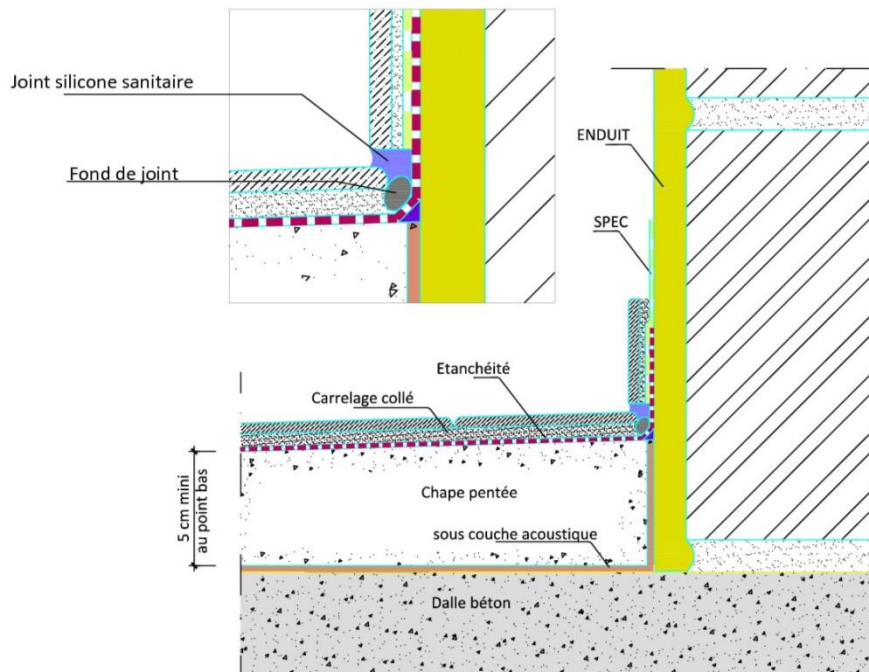 Joint silicone sanitaire
Fond de joint
ENDUIT
SPEC
Etanchéité
Carrelage collé
5 cm mini
au point bas
Chape pentée
sous couche acoustique
Dalle béton